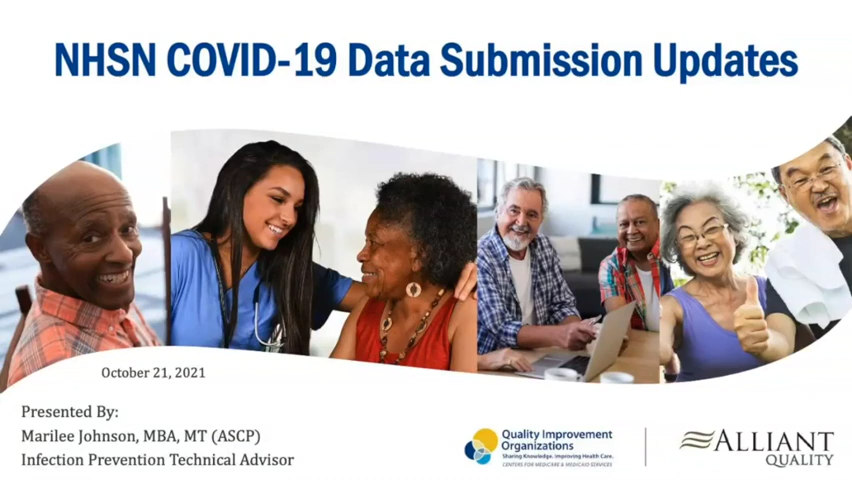 NHSN COVID-19 Data Submission Updates
October 21, 2021
Presented By:
Marilee Johnson, MBA, MT (ASCP)
Infection Prevention Technical Advisor
Quality Improvement
Organizations
Sharing Knowledge. Improving Health Care.
CENTERS FOR MEDICARE & MEDICAID SERVICES
ALLIANT
QUALITY